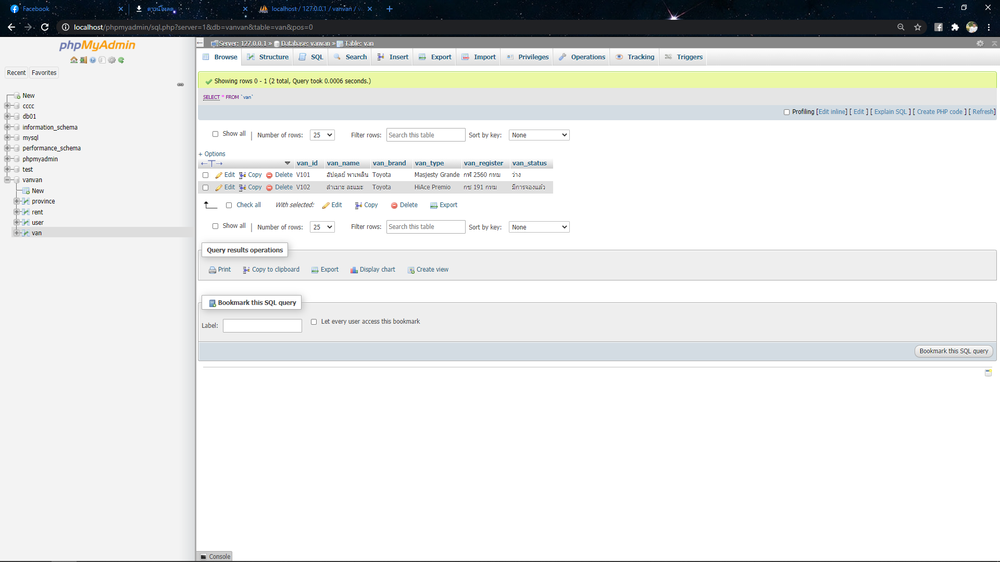 Facebook
ดาวน์โหลด
localhost / 127.0.0.1 / vanvan / v
localhost/phpmyadmin/sql.php?server=1&db=vanvan&table=van&pos=0
phpMyAdmin
Recent Favorites
New
cccc
db01
information_schema
mysql
performance_schema
phpmyadmin
test
vanvan
New
province
rent
user
van
Server: 127.0.0.1 » Database: vanvan » Table: van
Browse Structure SQL Search Insert Export Import Privileges Operations Tracking Triggers
Showing rows 0 - 1 (2 total, Query took 0.0006 seconds.)
SELECT * FROM `van`
Profiling [Edit inline] [ Edit ] [ Explain SQL ] [ Create PHP code ] [ Refresh]
Show all | Number of rows: 25 Filter rows: Search this table Sort by key: None
+ Options
←T→ van_id van_name van_brand van_type van_register van_status
Edit Copy Delete V101 อัปดุลย์ พาเพลิน Toyota Masjesty Grande กฬ 2560 กทม ว่าง
Edit Copy Delete V102 สำเมาะ ละแมะ Toyota HiAce Premio กช 191 กทม มีการจองแล้ว
Check all With selected: Edit Copy Delete Export
Show all | Number of rows: 25 Filter rows: Search this table Sort by key: None
Query results operations
Print Copy to clipboard Export Display chart Create view
Bookmark this SQL query
Label: Let every user access this bookmark
Bookmark this SQL query
Console